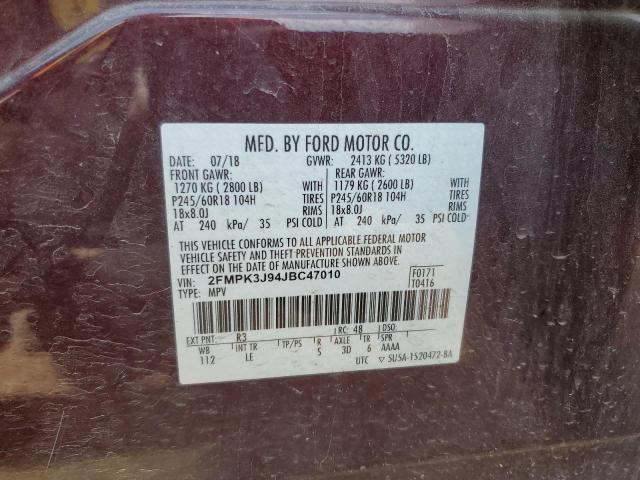 MFD. BY FORD MOTOR CO.
DATE: 07/18 GVWR: 2413 KG ( 5320 LB)
FRONT GAWR: REAR GAWR:
1270 KG ( 2800 LB) WITH 1179 KG ( 2600 LB) WITH
P245/60R18 104H TIRES P245/60R18 104H TIRES
18x8.0J RIMS 18x8.0J RIMS
AT 240 kPa/ 35 PSI COLD AT 240 kPa/ 35 PSI COLD
THIS VEHICLE CONFORMS TO ALL APPLICABLE FEDERAL MOTOR
VEHICLE SAFETY AND THEFT PREVENTION STANDARDS IN
EFFECT ON THE DATE OF MANUFACTURE SHOWN ABOVE.
VIN: 2FMPK3J94JBC47010 F0171
TYPE: MPV T0416
EXT PNT: R3 RC: 48 DSO:
WB INT TR TP/PS R AXLE TR SPR
112 LE S 3D 6 AAAA
UTC ▽ 5U5A-1520472-BA